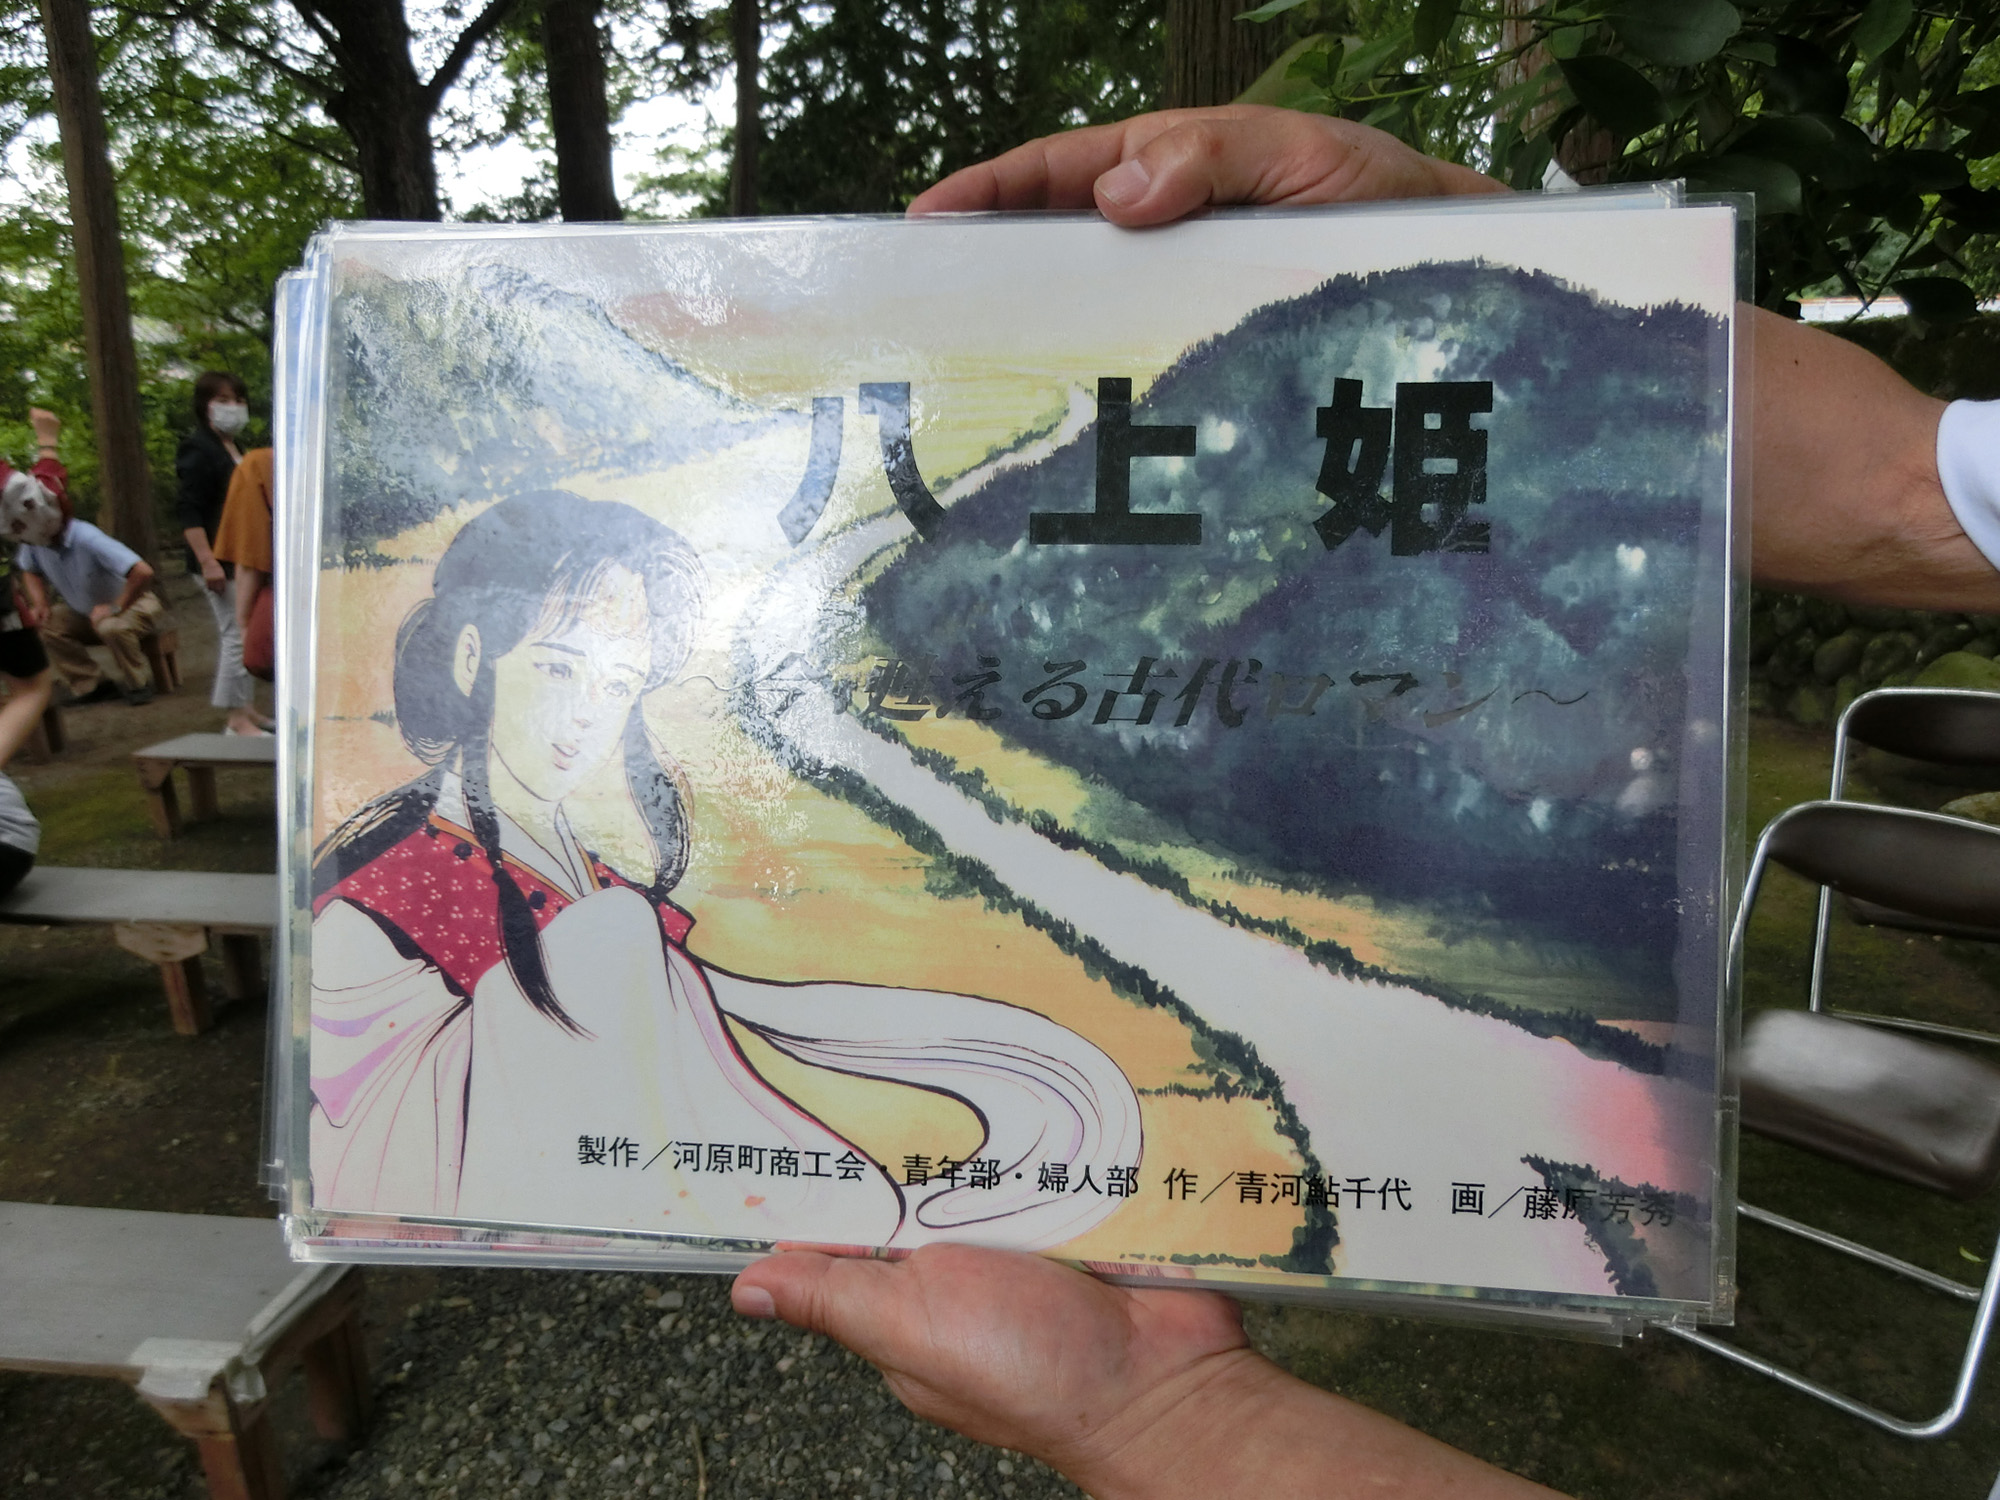 八上姫
～今、甦える古代ロマン～
製作／河原町商工会・青年部・婦人部 作／青河鮎千代 画／藤原芳秀